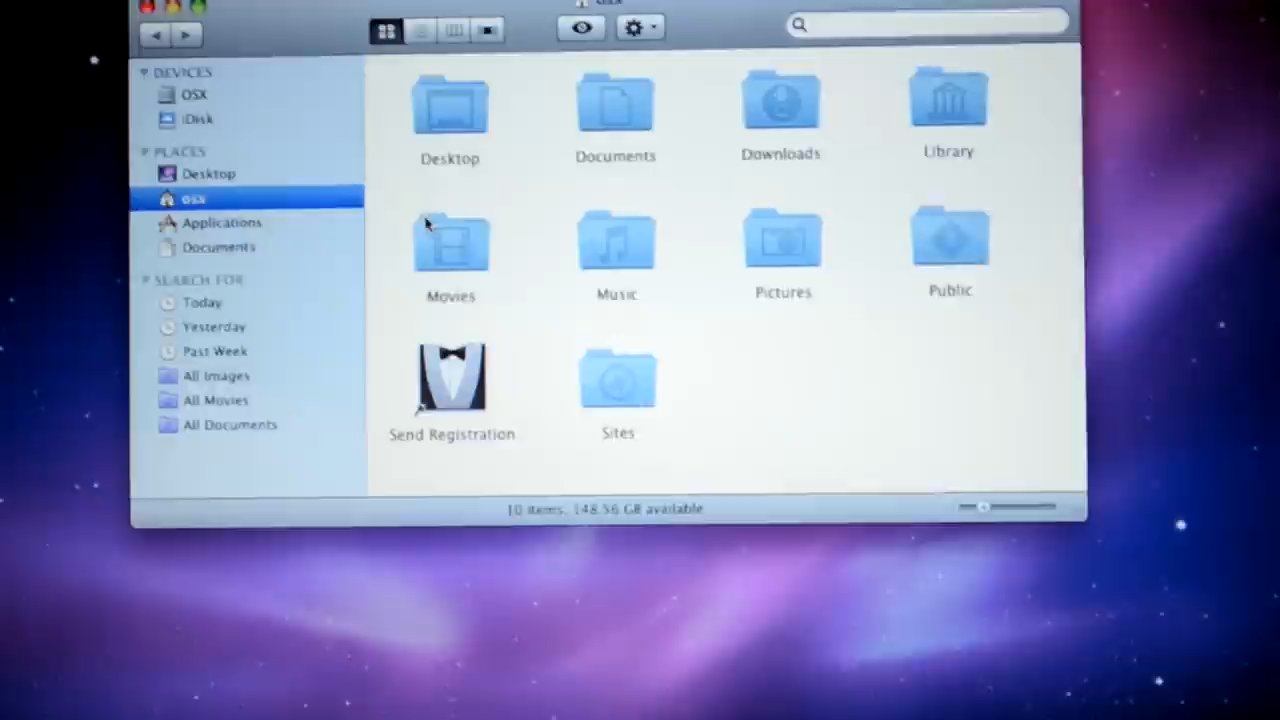 osx
DEVICES
OSX
iDisk
PLACES
Desktop
osx
Applications
Documents
SEARCH FOR
Today
Yesterday
Past Week
All Images
All Movies
All Documents
Desktop
Documents
Downloads
Library
Movies
Music
Pictures
Public
Send Registration
Sites
10 items, 148.56 GB available